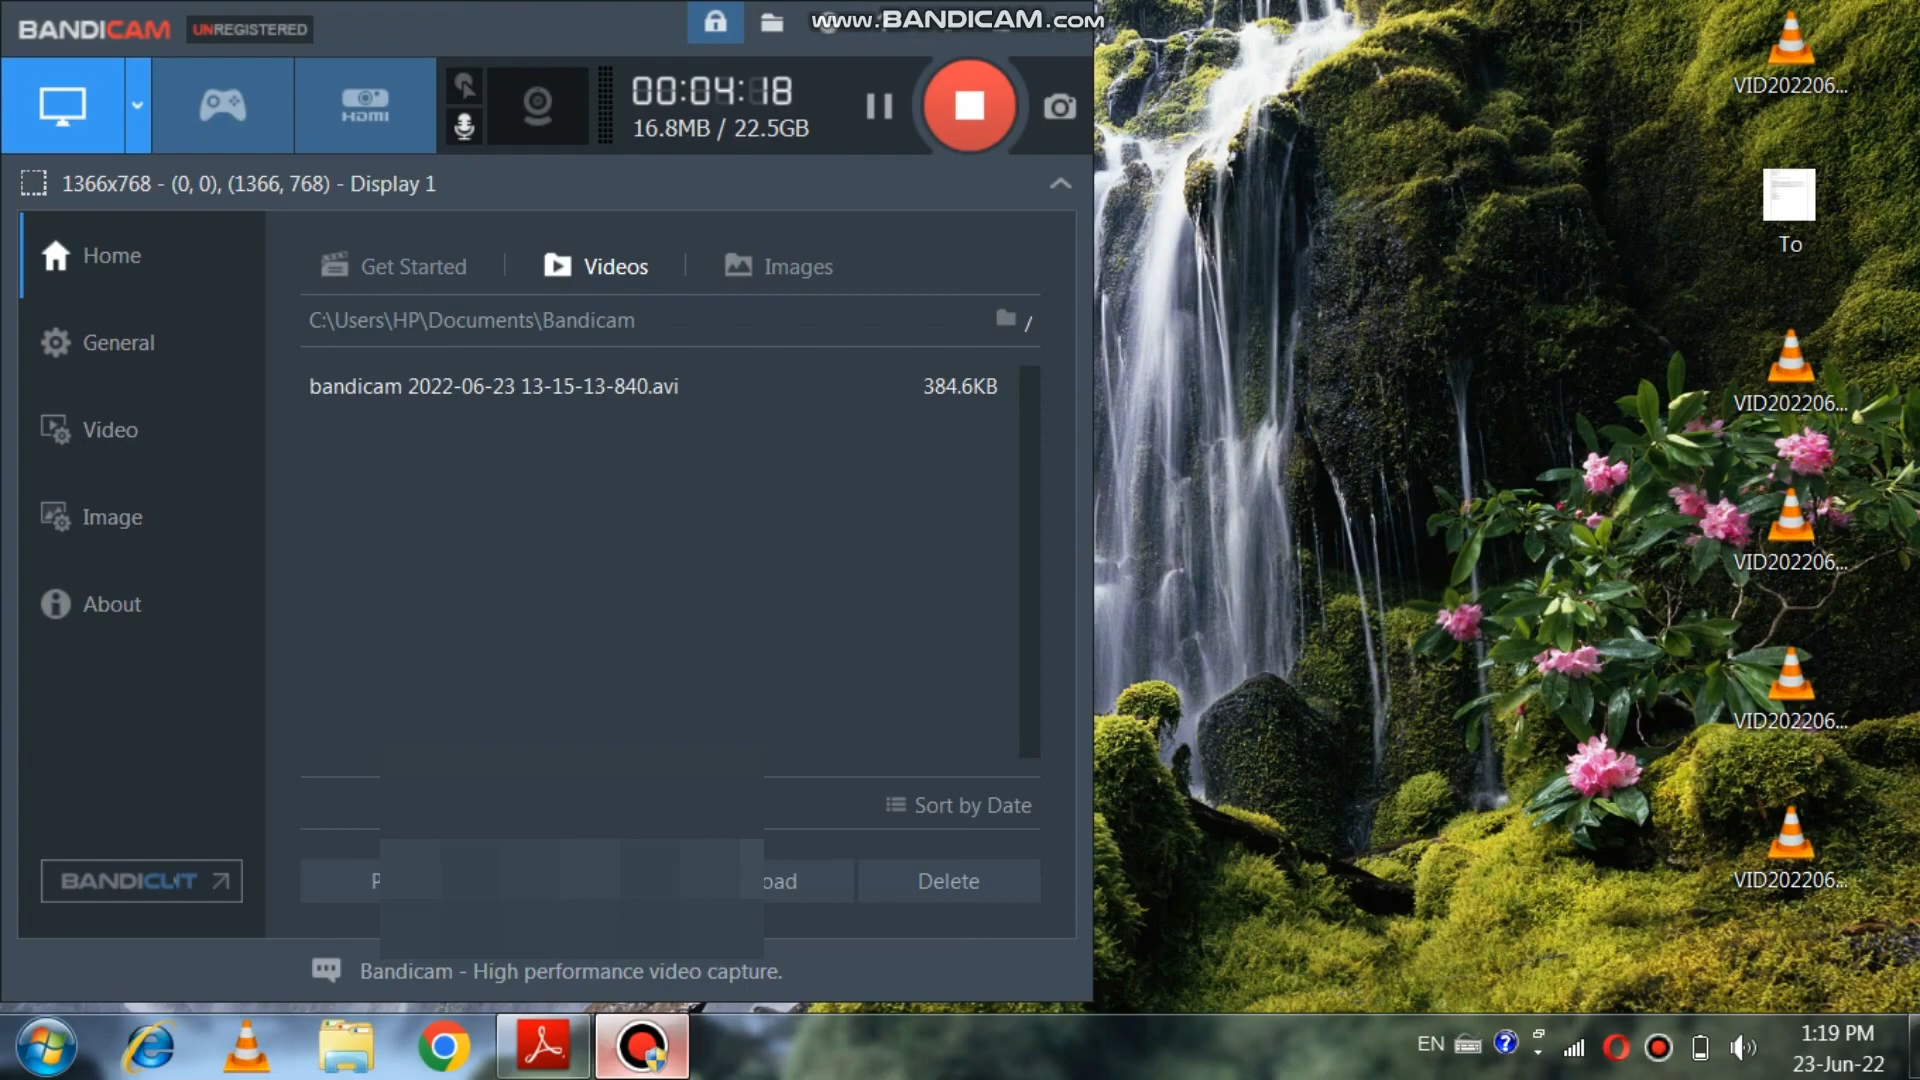 BANDICAM UNREGISTERED
www.BANDICAM.com
HDMI
00:04:18
16.8MB / 22.5GB
1366x768 - (0, 0), (1366, 768) - Display 1
Home
General
Video
Image
About
BANDICUT
Get Started
Videos
Images
C:\Users\HP\Documents\Bandicam
/
bandicam 2022-06-23 13-15-13-840.avi 384.6KB
Sort by Date
P
oad
Delete
Bandicam - High performance video capture.
VID202206...
To
VID202206...
VID202206...
VID202206...
VID202206...
EN
1:19 PM
23-Jun-22